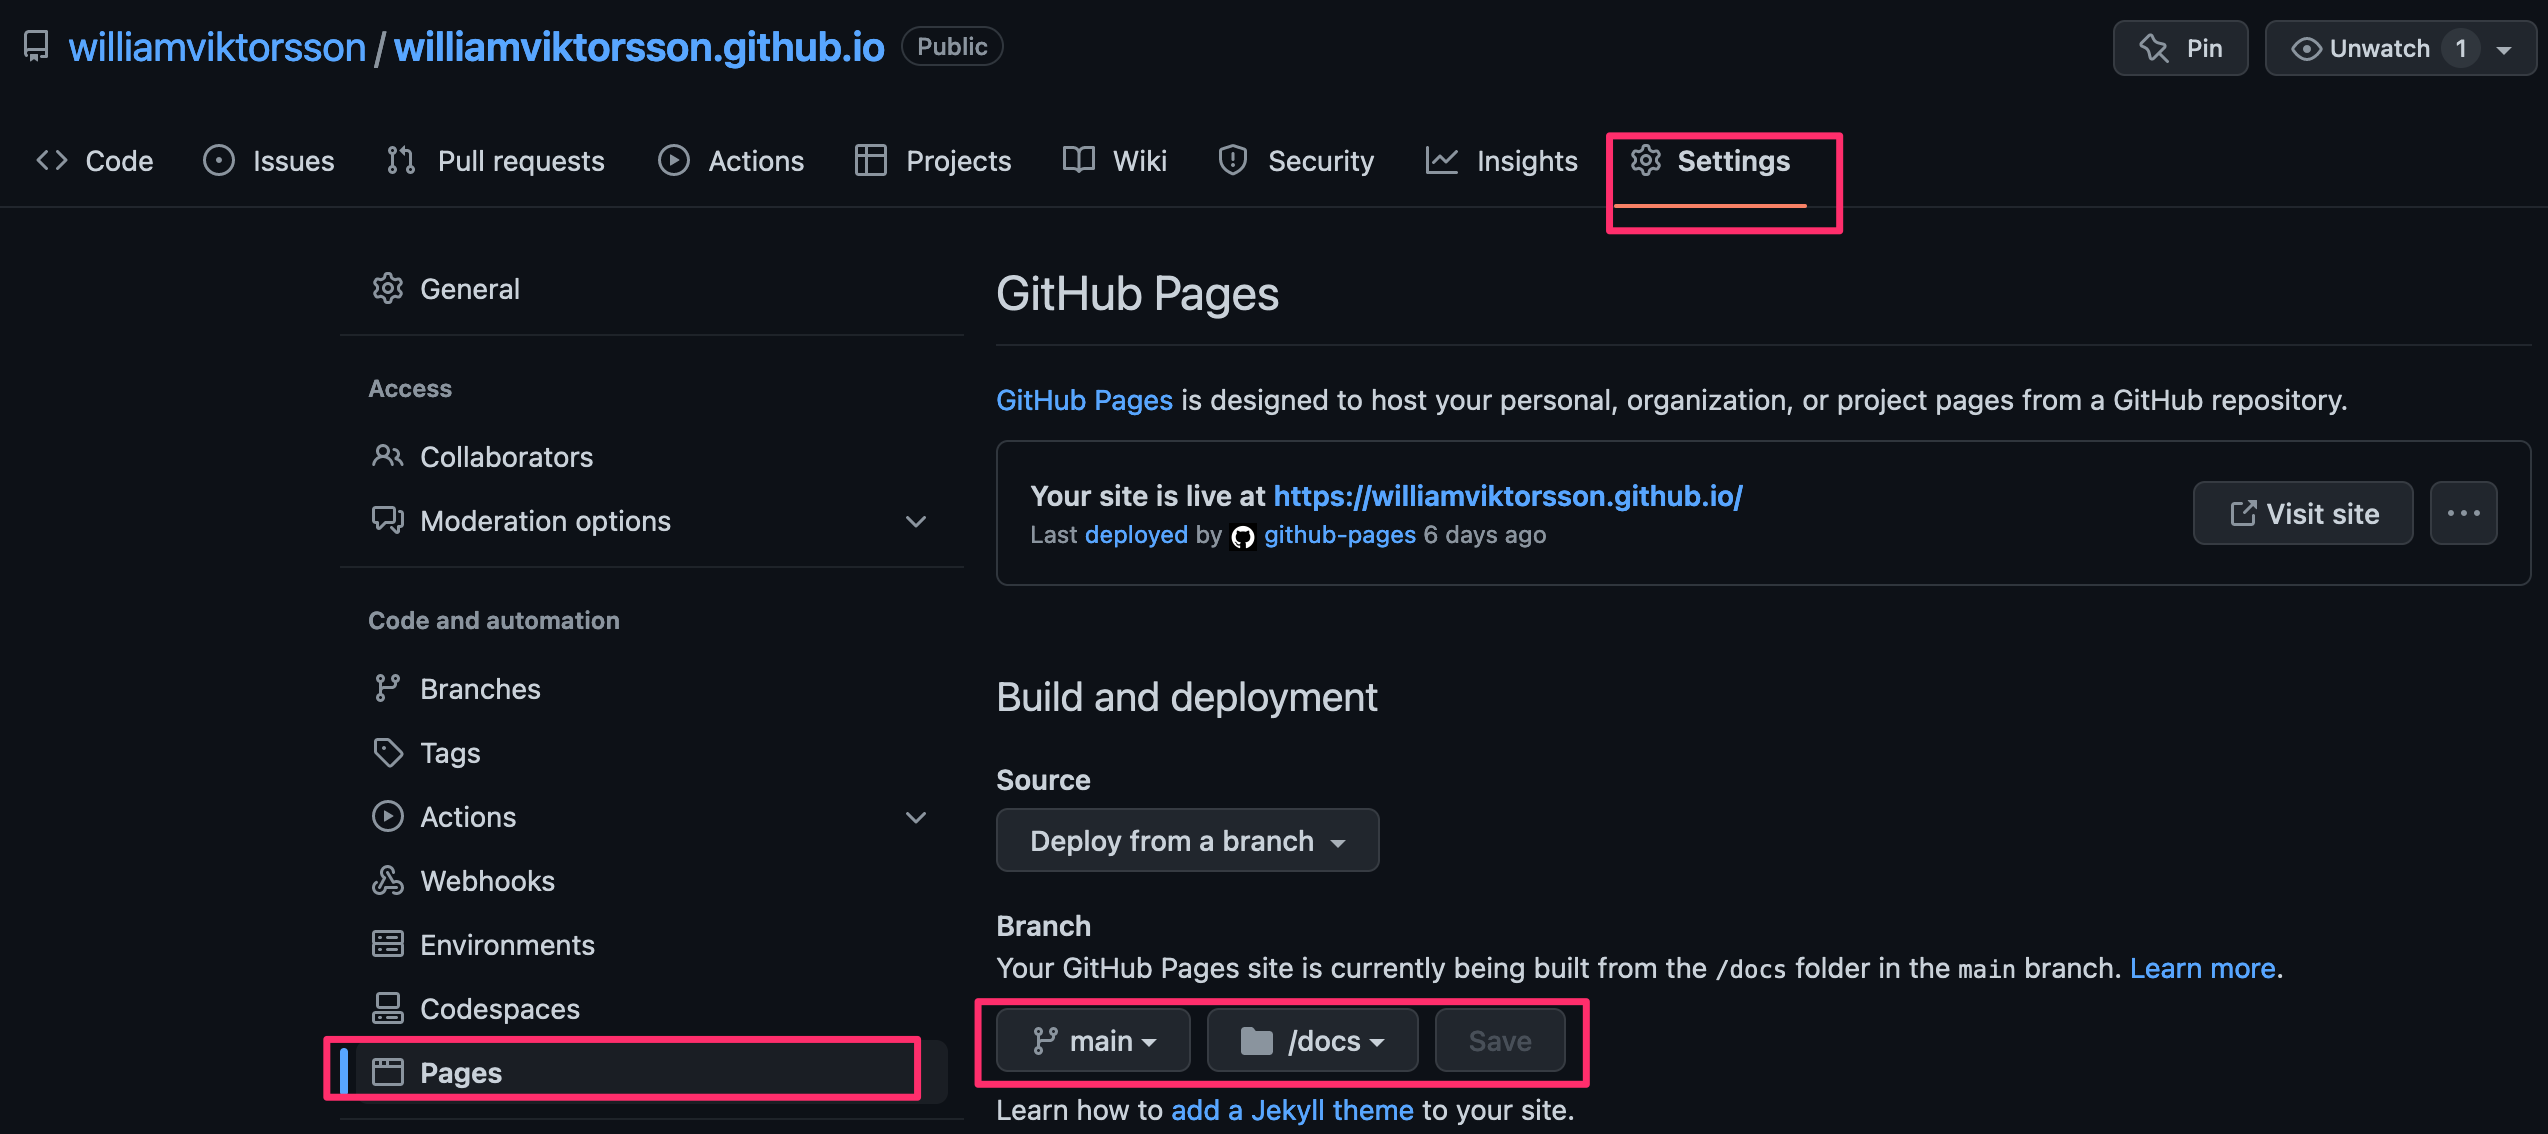 williamviktorsson / williamviktorsson.github.io Public
Pin
Unwatch 1
Code
Issues
Pull requests
Actions
Projects
Wiki
Security
Insights
Settings
General
Access
Collaborators
Moderation options
Code and automation
Branches
Tags
Actions
Webhooks
Environments
Codespaces
Pages
GitHub Pages
GitHub Pages is designed to host your personal, organization, or project pages from a GitHub repository.
Your site is live at https://williamviktorsson.github.io/
Last deployed by github-pages 6 days ago
Visit site
Build and deployment
Source
Deploy from a branch
Branch
Your GitHub Pages site is currently being built from the /docs folder in the main branch. Learn more.
main
/docs
Save
Learn how to add a Jekyll theme to your site.